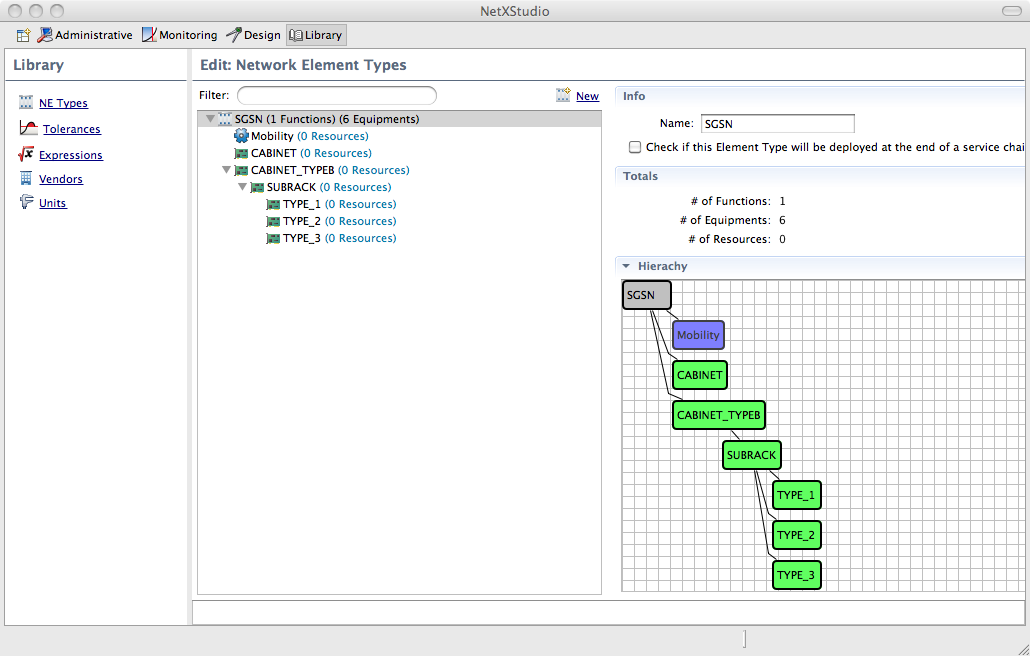 NetXStudio
Administrative Monitoring Design Library
Library
NE Types
Tolerances
Expressions
Vendors
Units
Edit: Network Element Types
Filter:
New
SGSN (1 Functions) (6 Equipments)
Mobility (0 Resources)
CABINET (0 Resources)
CABINET_TYPEB (0 Resources)
SUBRACK (0 Resources)
TYPE_1 (0 Resources)
TYPE_2 (0 Resources)
TYPE_3 (0 Resources)
Info
Name: SGSN
Check if this Element Type will be deployed at the end of a service chai
Totals
# of Functions: 1
# of Equipments: 6
# of Resources: 0
Hierachy
SGSN
Mobility
CABINET
CABINET_TYPEB
SUBRACK
TYPE_1
TYPE_2
TYPE_3